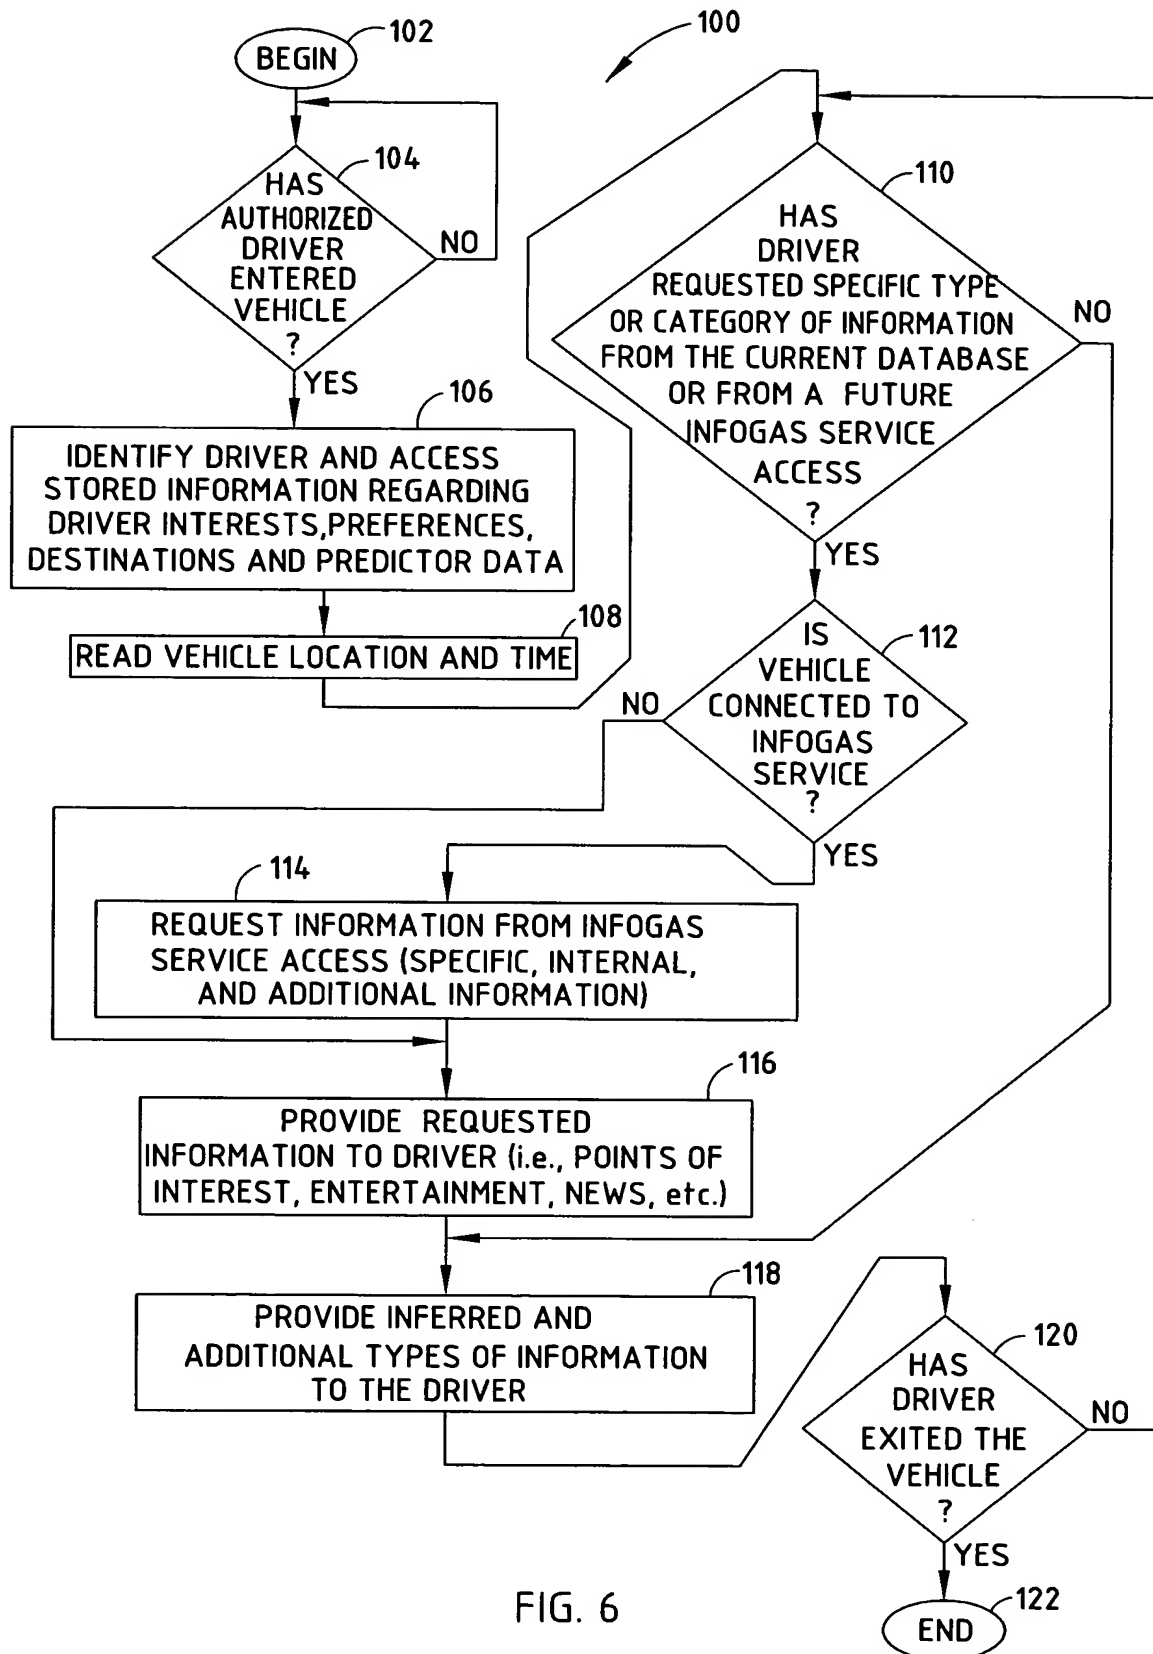 102
BEGIN
100
104
HAS
AUTHORIZED
DRIVER
ENTERED
VEHICLE
?
NO
YES
106
IDENTIFY DRIVER AND ACCESS
STORED INFORMATION REGARDING
DRIVER INTERESTS, PREFERENCES,
DESTINATIONS AND PREDICTOR DATA
108
READ VEHICLE LOCATION AND TIME
110
HAS
DRIVER
REQUESTED SPECIFIC TYPE
OR CATEGORY OF INFORMATION
FROM THE CURRENT DATABASE
OR FROM A FUTURE
INFOGAS SERVICE
ACCESS
?
NO
YES
112
IS
VEHICLE
CONNECTED TO
INFOGAS
SERVICE
?
NO
YES
114
REQUEST INFORMATION FROM INFOGAS
SERVICE ACCESS (SPECIFIC, INTERNAL,
AND ADDITIONAL INFORMATION)
116
PROVIDE REQUESTED
INFORMATION TO DRIVER (i.e., POINTS OF
INTEREST, ENTERTAINMENT, NEWS, etc.)
118
PROVIDE INFERRED AND
ADDITIONAL TYPES OF INFORMATION
TO THE DRIVER
120
HAS
DRIVER
EXITED THE
VEHICLE
?
NO
YES
122
END
FIG. 6